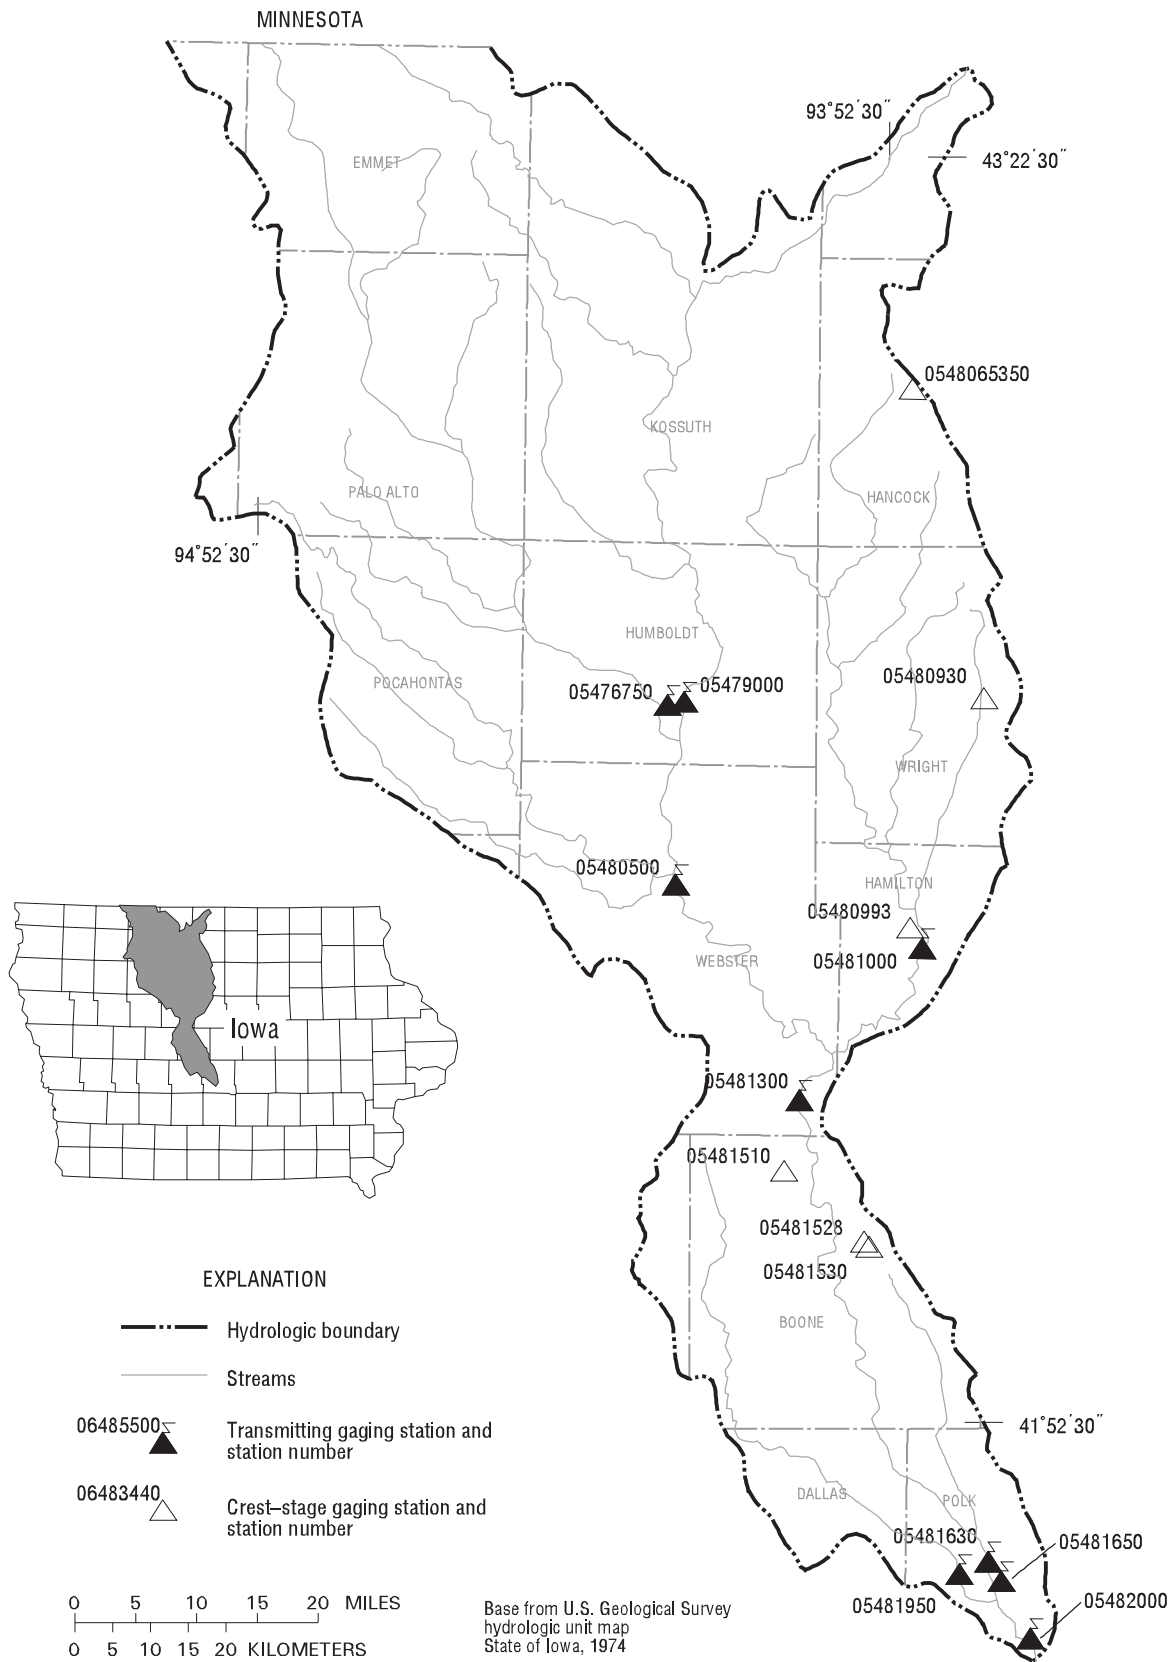 MINNESOTA
93°52′30″
43°22′30″
EMMET
0548065350
KOSSUTH
PALO ALTO
HANCOCK
94°52′30″
HUMBOLDT
POCAHONTAS
05476750
05479000
05480930
WRIGHT
05480500
HAMILTON
05480993
WEBSTER
05481000
Iowa
05481300
05481510
05481528
05481530
BOONE
EXPLANATION
Hydrologic boundary
Streams
06485500
Transmitting gaging station and
station number
06483440
Crest–stage gaging station and
station number
41°52′30″
DALLAS
POLK
05481630
05481650
05481950
05482000
0 5 10 15 20 MILES
0 5 10 15 20 KILOMETERS
Base from U.S. Geological Survey
hydrologic unit map
State of Iowa, 1974